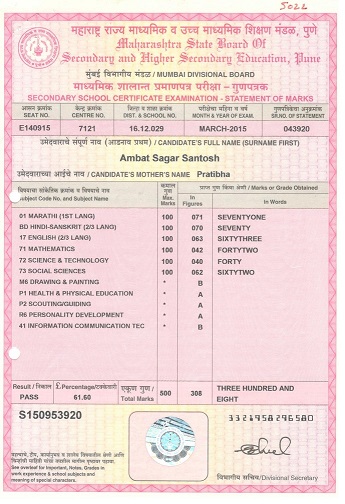 5022
महाराष्ट्र राज्य माध्यमिक व उच्च माध्यमिक शिक्षण मंडळ, पुणे
Maharashtra State Board Of
Secondary and Higher Secondary Education, Pune
मुंबई विभागीय मंडळ / MUMBAI DIVISIONAL BOARD
माध्यमिक शालान्त प्रमाणपत्र परीक्षा - गुणपत्रक
SECONDARY SCHOOL CERTIFICATE EXAMINATION - STATEMENT OF MARKS
आसन क्रमांक SEAT NO. केंद्र क्रमांक CENTRE NO. जिल्हा व शाळा क्रमांक DIST. & SCHOOL NO. परीक्षेचा महिना व वर्ष MONTH & YEAR OF EXAM. गुणपत्रिकेचा अनुक्रमांक SR.NO. OF STATEMENT
E140915 7121 16.12.029 MARCH-2015 043920
उमेदवाराचे संपूर्ण नाव (आडनाव प्रथम) / CANDIDATE'S FULL NAME (SURNAME FIRST)
Ambat Sagar Santosh
उमेदवाराच्या आईचे नाव / CANDIDATE'S MOTHER'S NAME Pratibha
विषयाचा सांकेतिक क्रमांक व विषयाचे नाव Subject Code No. and Subject Name कमाल गुण Max. Marks प्राप्त गुण किंवा श्रेणी / Marks or Grade Obtained
In Figures In Words
01 MARATHI (1ST LANG) 100 071 SEVENTYONE
BD HINDI-SANSKRIT (2/3 LANG) 100 070 SEVENTY
17 ENGLISH (2/3 LANG) 100 063 SIXTYTHREE
71 MATHEMATICS 100 042 FORTYTWO
72 SCIENCE & TECHNOLOGY 100 040 FORTY
73 SOCIAL SCIENCES 100 062 SIXTYTWO
M6 DRAWING & PAINTING * B
P1 HEALTH & PHYSICAL EDUCATION * A
P2 SCOUTING/GUIDING * A
R6 PERSONALITY DEVELOPMENT * A
41 INFORMATION COMMUNICATION TEC * B
Result / निकाल £ Percentage/टक्केवारी एकूण गुण / Total Marks 500 308 THREE HUNDRED AND
PASS 61.60 EIGHT
S150953920
3321958296580
See overleaf for Important, Notes, Grades in
work experience & school subjects and
meaning of special characters.
विभागीय सचिव/Divisional Secretary